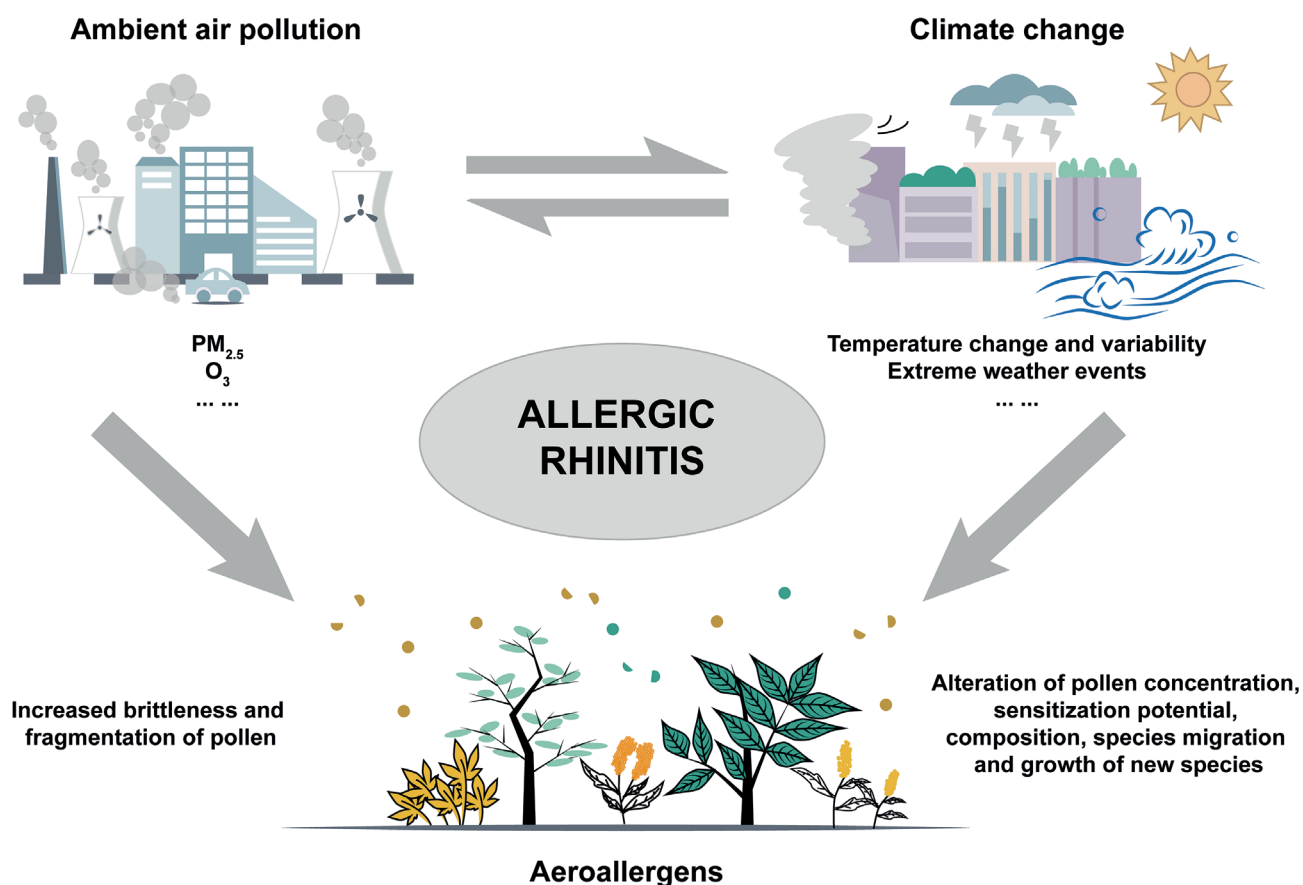 Ambient air pollution
Climate change
PM2.5
O3
... ...
Temperature change and variability
Extreme weather events
... ...
ALLERGIC
RHINITIS
Increased brittleness and
fragmentation of pollen
Alteration of pollen concentration,
sensitization potential,
composition, species migration
and growth of new species
Aeroallergens